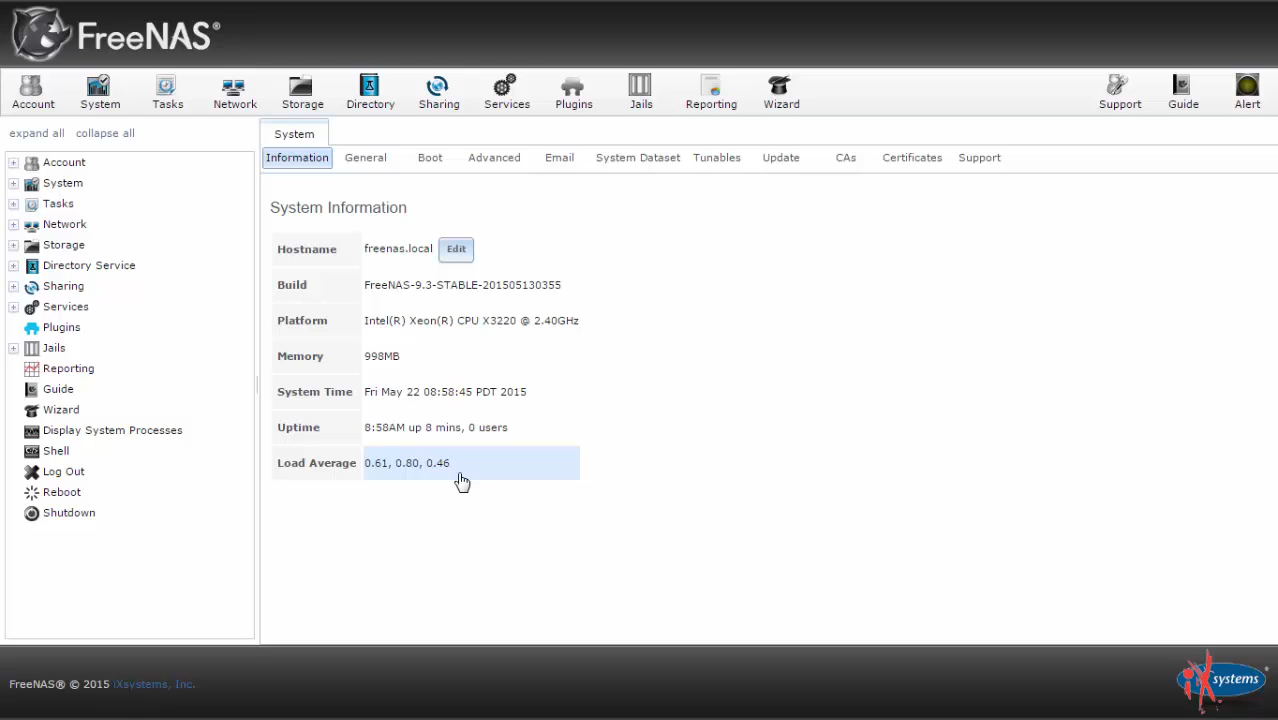 FreeNAS®
Account System Tasks Network Storage Directory Sharing Services Plugins Jails Reporting Wizard Support Guide Alert
expand all collapse all
Account
System
Tasks
Network
Storage
Directory Service
Sharing
Services
Plugins
Jails
Reporting
Guide
Wizard
Display System Processes
Shell
Log Out
Reboot
Shutdown
System
Information General Boot Advanced Email System Dataset Tunables Update CAs Certificates Support
System Information
Hostname freenas.local Edit
Build FreeNAS-9.3-STABLE-201505130355
Platform Intel(R) Xeon(R) CPU X3220 @ 2.40GHz
Memory 998MB
System Time Fri May 22 08:58:45 PDT 2015
Uptime 8:58AM up 8 mins, 0 users
Load Average 0.61, 0.80, 0.46
FreeNAS® © 2015 iXsystems, Inc.
iXsystems®